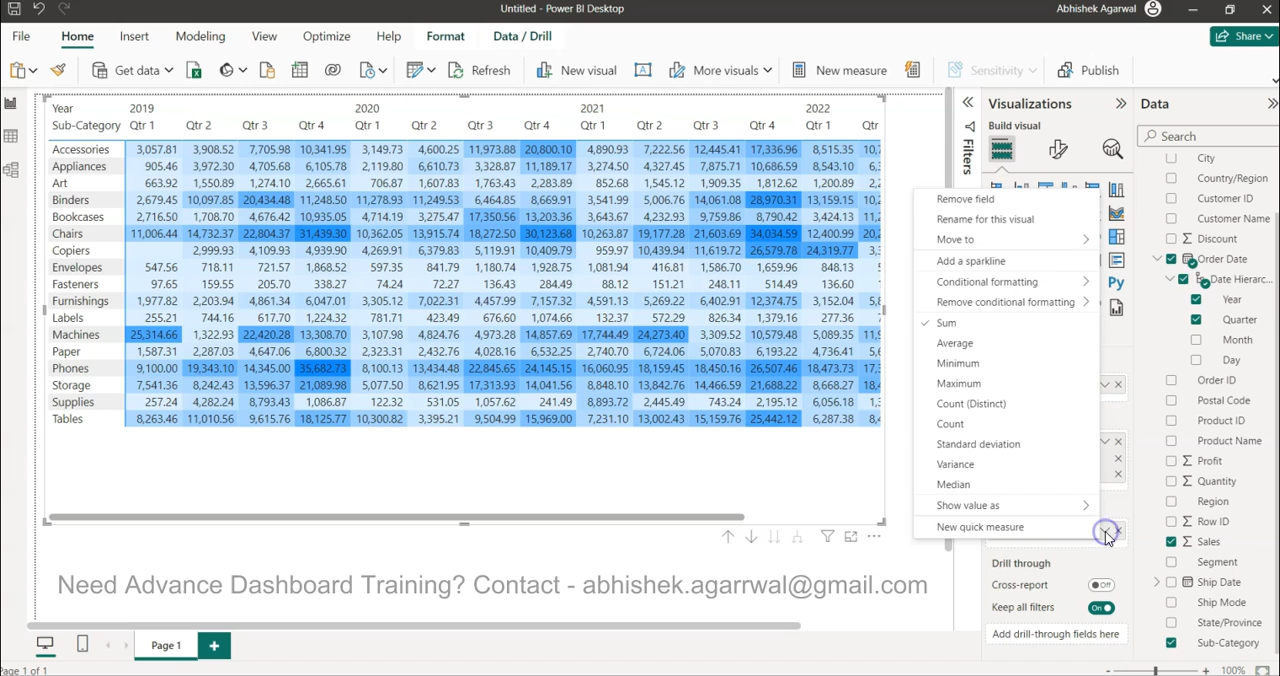 Untitled - Power BI Desktop
Abhishek Agarwal
File Home Insert Modeling View Optimize Help Format Data / Drill Share
Get data Refresh New visual More visuals New measure Sensitivity Publish
Year 2019 2020 2021 2022
Sub-Category Qtr 1 Qtr 2 Qtr 3 Qtr 4 Qtr 1 Qtr 2 Qtr 3 Qtr 4 Qtr 1 Qtr 2 Qtr 3 Qtr 4 Qtr 1 Qtr
Accessories 3,057.81 3,908.52 7,705.98 10,341.95 3,149.73 4,600.25 11,973.88 20,800.10 4,890.93 7,222.56 12,445.41 17,336.96 8,515.35 10,
Appliances 905.46 3,972.30 4,705.68 6,105.78 2,119.80 6,610.73 3,328.87 11,189.17 3,274.50 4,327.45 7,875.71 10,686.59 8,543.10 6,
Art 663.92 1,550.89 1,274.10 2,665.61 706.87 1,607.83 1,763.43 2,283.89 852.68 1,545.12 1,909.35 1,812.62 1,200.89 2,
Binders 2,679.45 10,097.85 20,434.48 11,248.50 11,278.93 11,249.53 6,464.85 8,764.91 2,543.91 5,006.76 14,061.08 28,970.31 13,159.15 10,
Bookcases 2,716.50 1,708.70 4,676.42 10,935.05 4,714.19 3,275.47 17,350.56 13,203.36 3,643.67 4,232.93 9,759.86 8,790.42 3,424.13 11,
Chairs 11,006.44 14,732.37 22,804.37 31,439.30 10,362.05 13,915.74 18,272.50 30,123.68 10,263.87 19,177.28 21,603.69 34,034.59 12,400.99 20,
Copiers 2,999.93 4,109.93 4,939.90 4,269.91 6,379.83 5,119.91 10,409.79 959.97 10,439.94 11,619.72 26,579.78 24,319.77 3,
Envelopes 547.56 718.11 721.57 1,868.52 597.35 841.79 1,180.74 1,928.75 1,081.94 416.81 1,586.70 1,659.96 848.13
Fasteners 97.65 159.55 205.70 338.27 74.24 77.56 136.43 284.49 88.12 151.21 248.11 514.49 136.60
Furnishings 1,977.82 2,203.94 4,861.34 6,047.01 3,305.12 7,022.31 4,457.99 7,157.32 4,591.13 5,269.22 6,402.91 12,374.75 3,152.04 5,
Labels 255.21 744.16 617.70 1,224.32 781.71 423.49 676.60 1,074.66 132.37 572.29 826.34 1,379.16 284.09
Machines 25,314.66 1,322.93 22,420.28 13,308.70 3,107.98 4,824.76 4,973.28 14,857.69 17,744.49 24,273.40 3,309.52 10,579.48 5,089.35 11,
Paper 1,587.31 2,287.03 4,647.06 6,800.32 2,323.31 2,432.76 4,028.16 6,532.25 2,740.70 6,724.06 5,070.83 6,193.22 4,736.41 6,
Phones 9,100.00 19,343.10 14,345.00 35,682.73 8,100.10 13,434.48 22,845.65 24,145.15 16,060.95 18,159.45 18,450.16 26,507.46 18,473.73 17,
Storage 7,541.36 8,242.43 13,596.37 21,089.98 5,077.50 8,621.95 17,313.93 14,041.56 8,848.10 13,842.76 14,466.59 21,688.22 8,668.27 18,
Supplies 257.24 4,282.24 8,793.43 1,086.87 122.32 531.05 1,057.62 241.49 8,893.72 2,445.49 743.24 2,195.12 6,056.18
Tables 8,263.46 11,010.56 9,615.76 18,125.77 10,300.82 3,395.21 9,504.99 15,969.00 7,231.10 13,002.43 15,159.76 25,442.12 6,287.38 8,
Need Advance Dashboard Training? Contact - abhishek.agarrwal@gmail.com
Page 1
Page 1 of 1
100%
Filters
Remove field
Rename for this visual
Move to
Add a sparkline
Conditional formatting
Remove conditional formatting
Sum
Average
Minimum
Maximum
Count (Distinct)
Count
Standard deviation
Variance
Median
Show value as
New quick measure
Visualizations
Build visual
Py
Drill through
Cross-report Off
Keep all filters On
Add drill-through fields here
Data
Search
City
Country/Region
Customer ID
Customer Name
Discount
Order Date
Date Hierarc...
Year
Quarter
Month
Day
Order ID
Postal Code
Product ID
Product Name
Profit
Quantity
Region
Row ID
Sales
Segment
Ship Date
Ship Mode
State/Province
Sub-Category